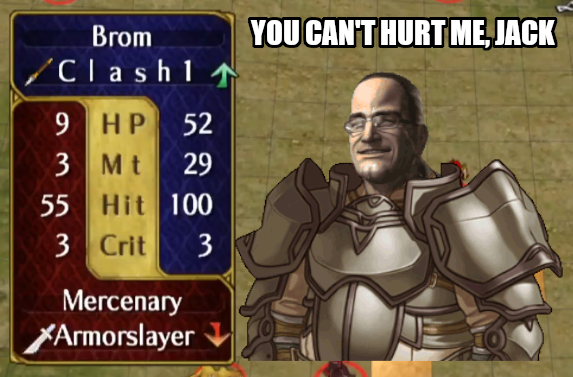 YOU CAN'T HURT ME, JACK
Brom
Clash1
9 HP 52
3 Mt 29
55 Hit 100
3 Crit 3
Mercenary
Armorslayer